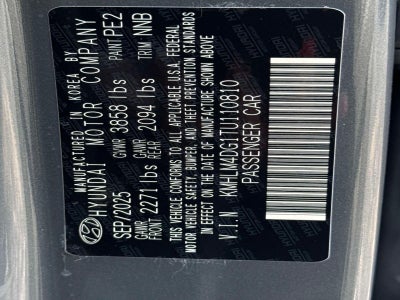 MANUFACTURED IN KOREA BY
HYUNDAI MOTOR COMPANY
SEP/2025 GVWR 3858 lbs PAINT PE2
GAWR FRONT 2271 lbs GAWR REAR 2094 lbs TRIM NNB
THIS VEHICLE CONFORMS TO ALL APPLICABLE U.S.A. FEDERAL
MOTOR VEHICLE SAFETY, BUMPER, AND THEFT PREVENTION STANDARDS
IN EFFECT ON THE DATE OF MANUFACTURE SHOWN ABOVE.
V.I.N : KMHLM4DG1TU110810
PASSENGER CAR